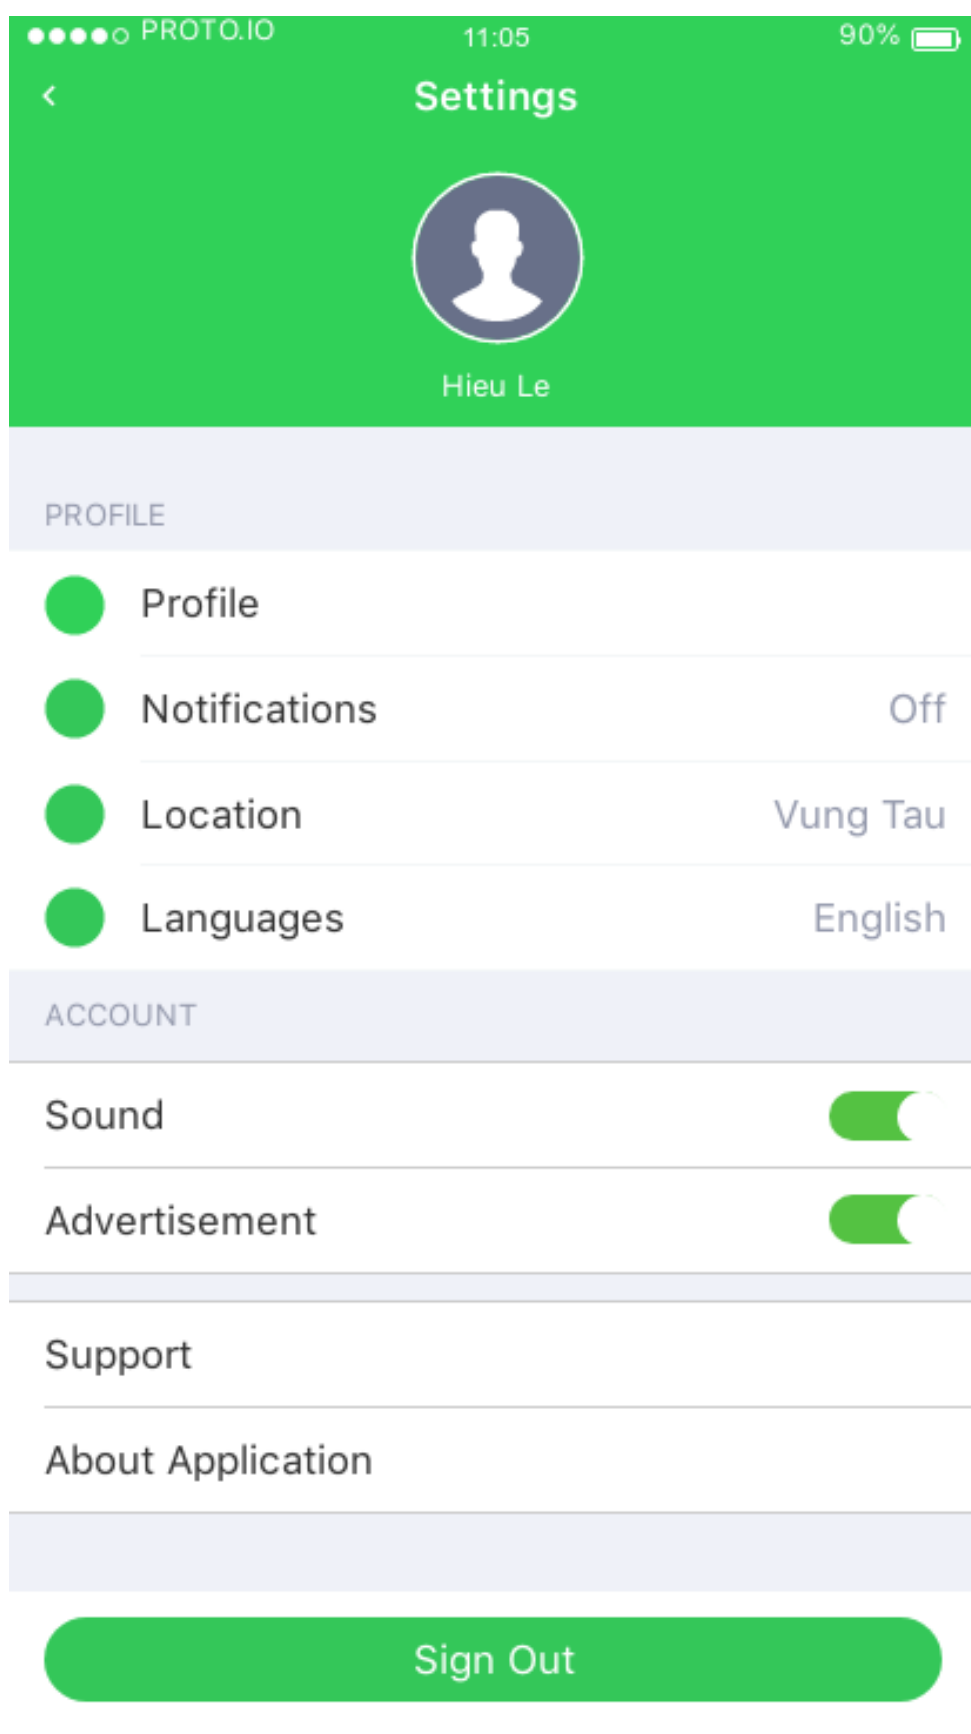 PROTO.IO 11:05 90%
Settings
Hieu Le
PROFILE
Profile
Notifications Off
Location Vung Tau
Languages English
ACCOUNT
Sound
Advertisement
Support
About Application
Sign Out